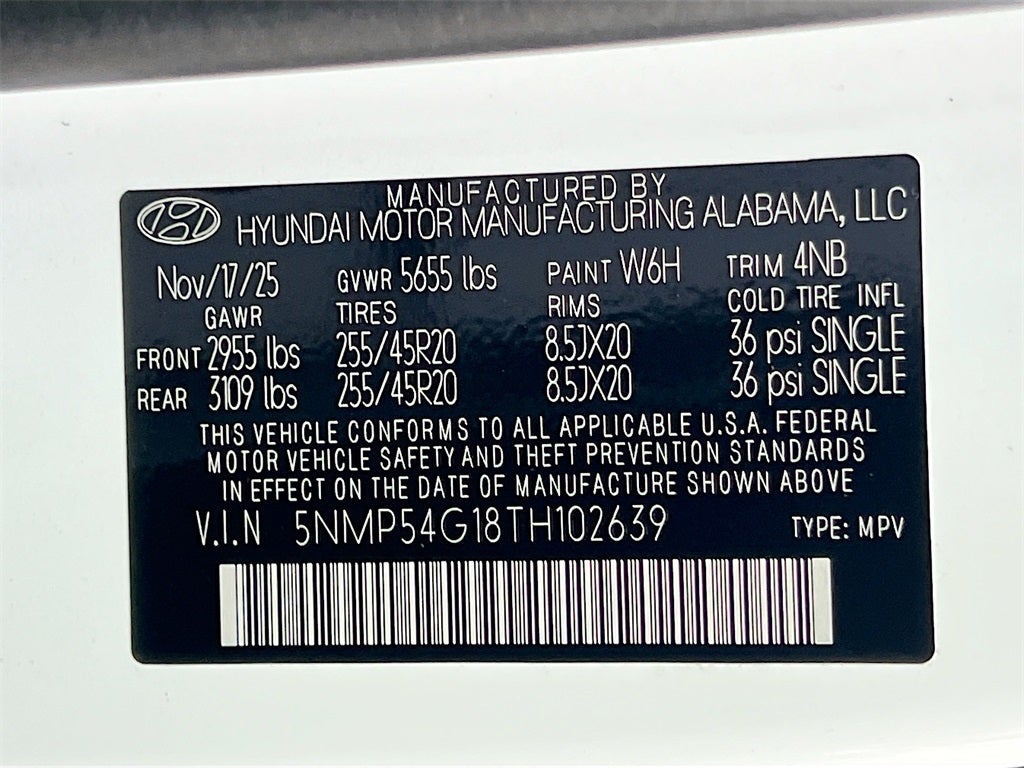 MANUFACTURED BY
HYUNDAI MOTOR MANUFACTURING ALABAMA, LLC
Nov/17/25 GVWR 5655 lbs PAINT W6H TRIM 4NB
GAWR TIRES RIMS COLD TIRE INFL
FRONT 2955 lbs 255/45R20 8.5JX20 36 psi SINGLE
REAR 3109 lbs 255/45R20 8.5JX20 36 psi SINGLE
THIS VEHICLE CONFORMS TO ALL APPLICABLE U.S.A. FEDERAL
MOTOR VEHICLE SAFETY AND THEFT PREVENTION STANDARDS
IN EFFECT ON THE DATE OF MANUFACTURE SHOWN ABOVE
V.I.N 5NMP54G18TH102639 TYPE: MPV